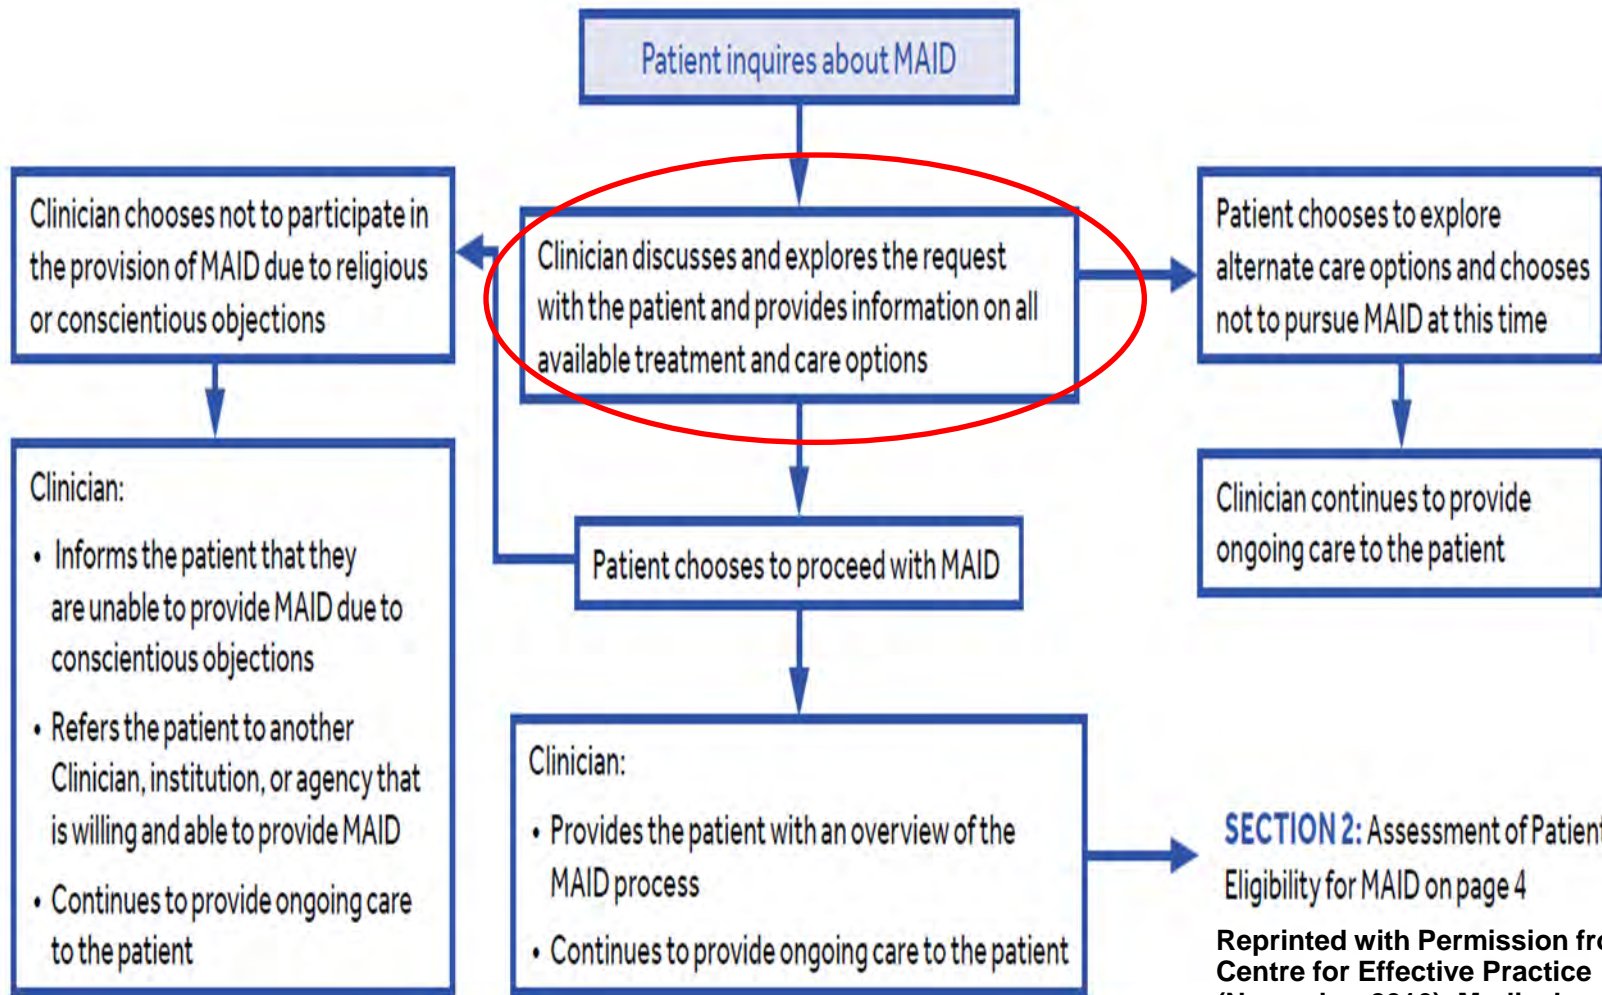 Patient inquires about MAID
Clinician chooses not to participate in
the provision of MAID due to religious
or conscientious objections
Clinician discusses and explores the request
with the patient and provides information on all
available treatment and care options
Patient chooses to explore
alternate care options and chooses
not to pursue MAID at this time
Clinician:
• Informs the patient that they
are unable to provide MAID due to
conscientious objections
• Refers the patient to another
Clinician, institution, or agency that
is willing and able to provide MAID
• Continues to provide ongoing care
to the patient
Patient chooses to proceed with MAID
Clinician continues to provide
ongoing care to the patient
Clinician:
• Provides the patient with an overview of the
MAID process
• Continues to provide ongoing care to the patient
SECTION 2: Assessment of Patient
Eligibility for MAID on page 4
Reprinted with Permission fro
Centre for Effective Practice